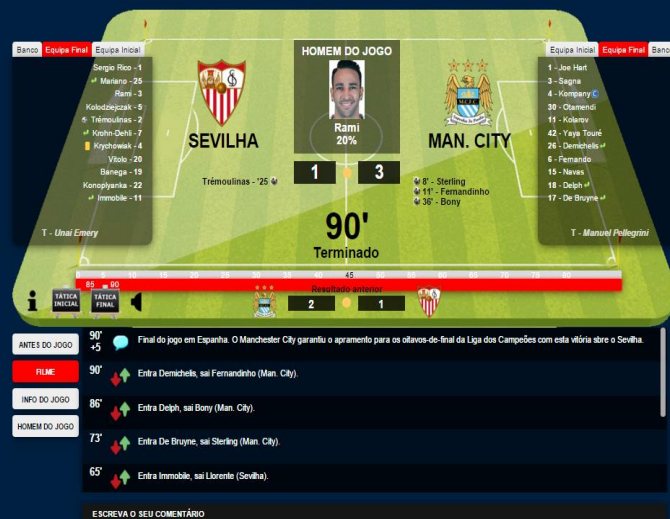 Banco Equipa Final Equipa Inicial
Sergio Rico - 1
Mariano - 25
Rami - 3
Kolodziejczak - 5
Trémoulinas - 2
Krohn-Dehli - 7
Krychowiak - 4
Vitolo - 20
Banega - 19
Konoplyanka - 22
Immobile - 11
T - Unai Emery
SEVILHA
HOMEM DO JOGO
Rami
20%
MAN. CITY
1 3
Trémoulinas - '25
8' - Sterling
11' - Fernandinho
36' - Bony
90'
Terminado
Equipa Inicial Equipa Final Banco
1 - Joe Hart
3 - Sagna
4 - Kompany C
30 - Otamendi
11 - Kolarov
42 - Yaya Touré
26 - Demichelis
6 - Fernando
15 - Navas
18 - Delph
17 - De Bruyne
T - Manuel Pellegrini
0 5 10 15 20 25 30 35 40 45 50 55 60 65 70 75 80
85 90
Resultado anterior
2 1
TÁTICA INICIAL
TÁTICA FINAL
ANTES DO JOGO
FILME
INFO DO JOGO
HOMEM DO JOGO
90' +5 Final do jogo em Espanha. O Manchester City garantiu o apramento para os oitavos-de-final da Liga dos Campeões com esta vitória sbre o Sevilha.
90' Entra Demichelis, sai Fernandinho (Man. City).
86' Entra Delph, sai Bony (Man. City).
73' Entra De Bruyne, sai Sterling (Man. City).
65' Entra Immobile, sai Llorente (Sevilha).
ESCREVA O SEU COMENTÁRIO